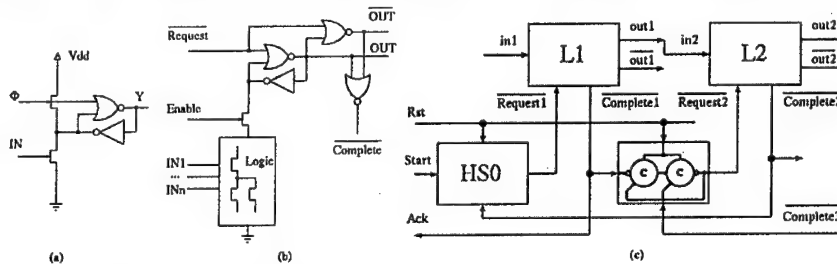 Vdd
Φ
Y
IN
(a)
Request
OUT
OUT
Enable
Complete
IN1
...
INn
Logic
(b)
in1
L1
out1
out1
in2
L2
out2
out2
Request1
Complete1
Request2
Complete2
Rst
Start
HS0
C
C
Ack
(c)